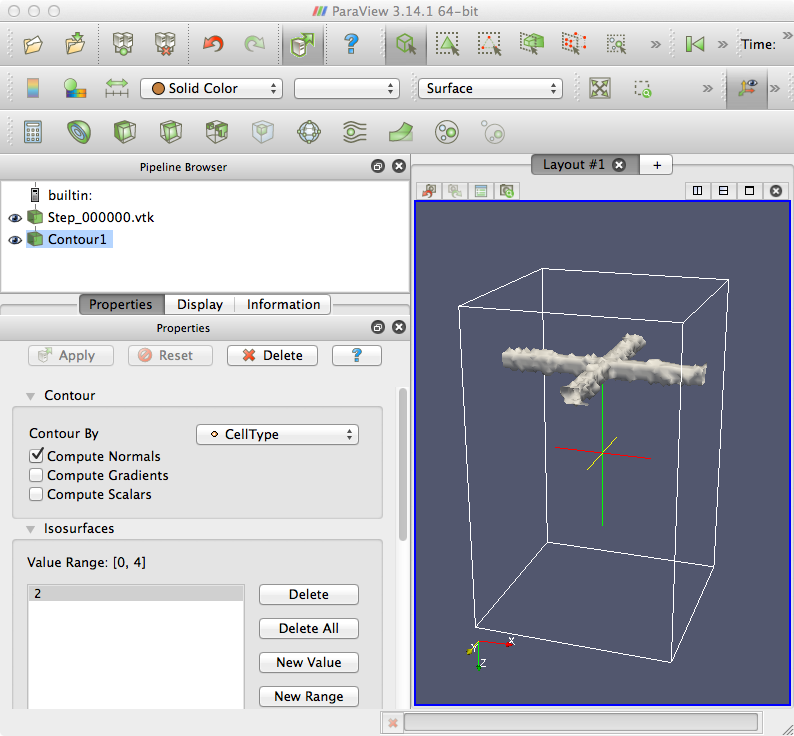 ParaView 3.14.1 64-bit
? » » Time: »
Solid Color Surface » »
Pipeline Browser Layout #1 +
builtin:
Step_000000.vtk
Contour1
Properties Display Information
Properties
Apply Reset Delete ?
Contour
Contour By CellType
Compute Normals
Compute Gradients
Compute Scalars
Isosurfaces
Value Range: [0, 4]
2 Delete
Delete All
New Value
New Range
X
Y
Z